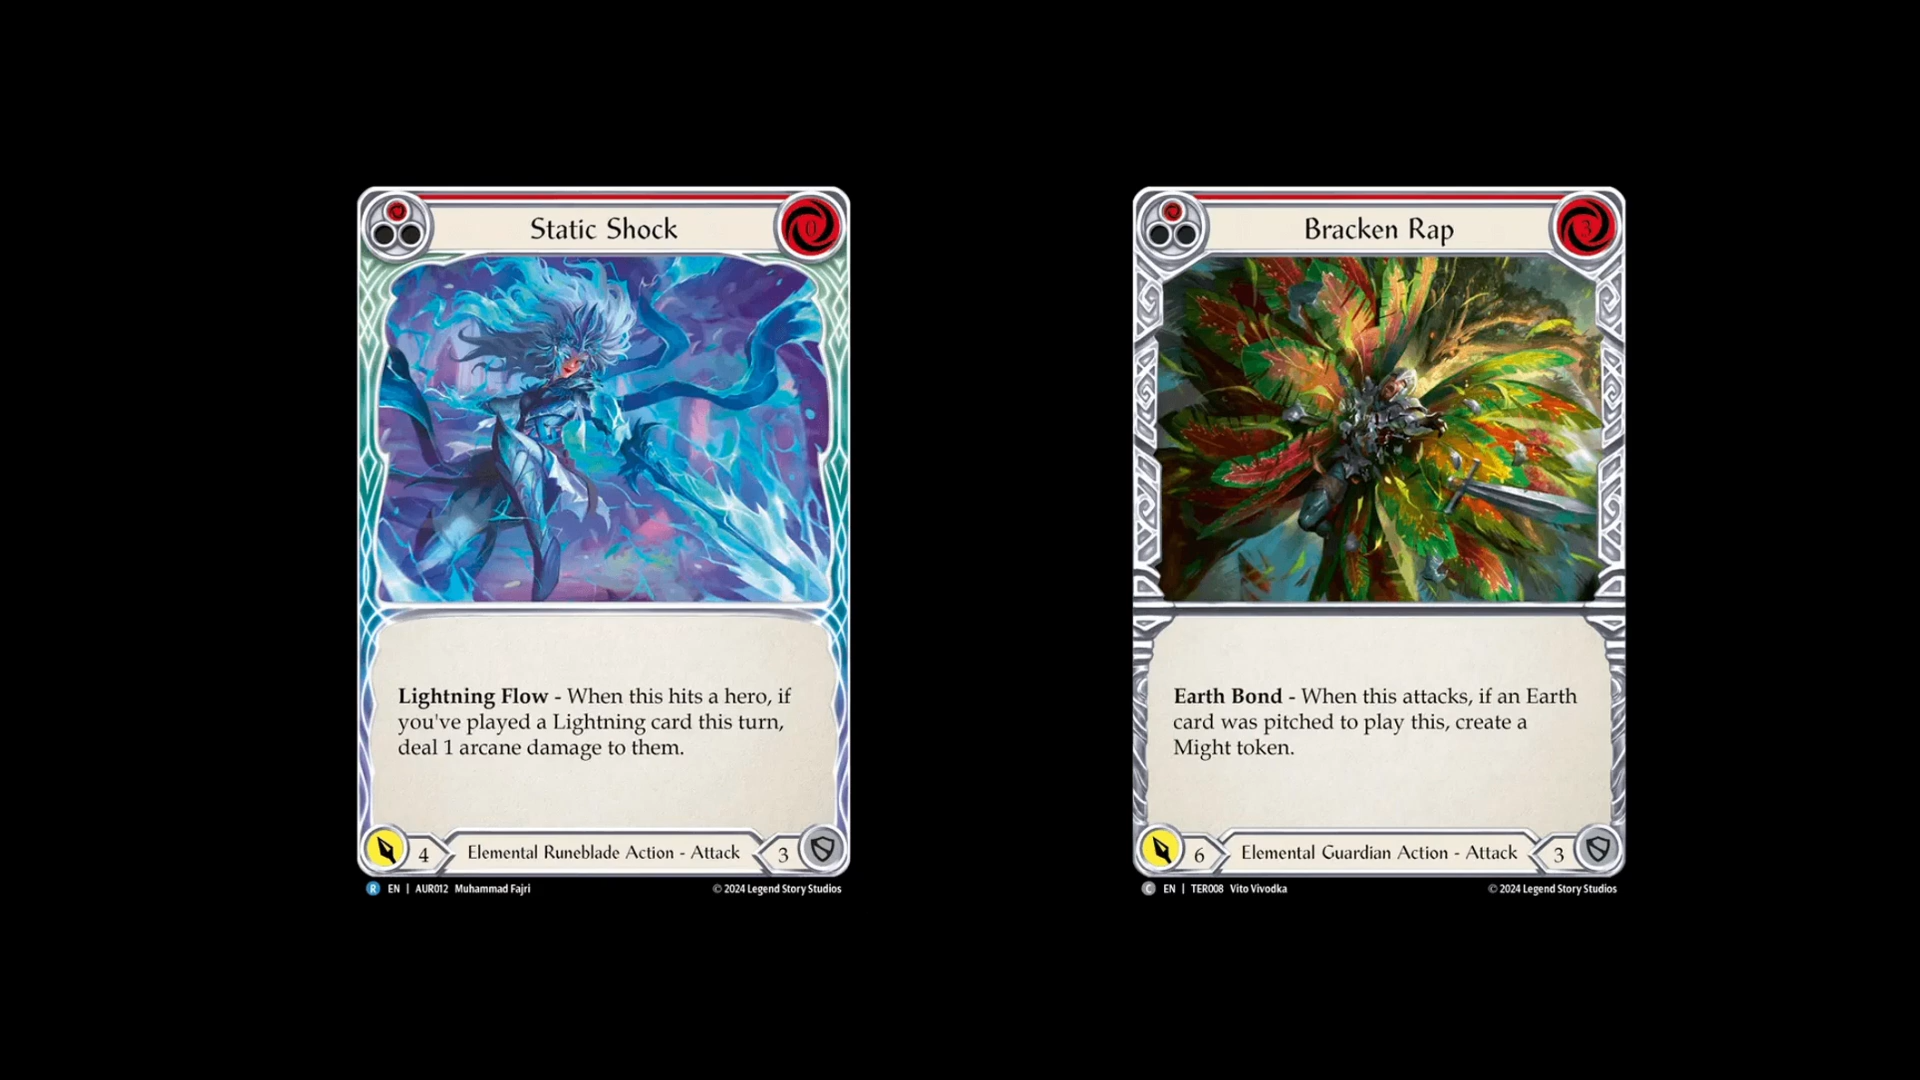 Static Shock
0
Lightning Flow - When this hits a hero, if
you've played a Lightning card this turn,
deal 1 arcane damage to them.
4
Elemental Runeblade Action - Attack
3
R EN | AUR012 Muhammad Fajri
© 2024 Legend Story Studios
Bracken Rap
3
Earth Bond - When this attacks, if an Earth
card was pitched to play this, create a
Might token.
6
Elemental Guardian Action - Attack
3
C EN | TER008 Vito Vivodka
© 2024 Legend Story Studios